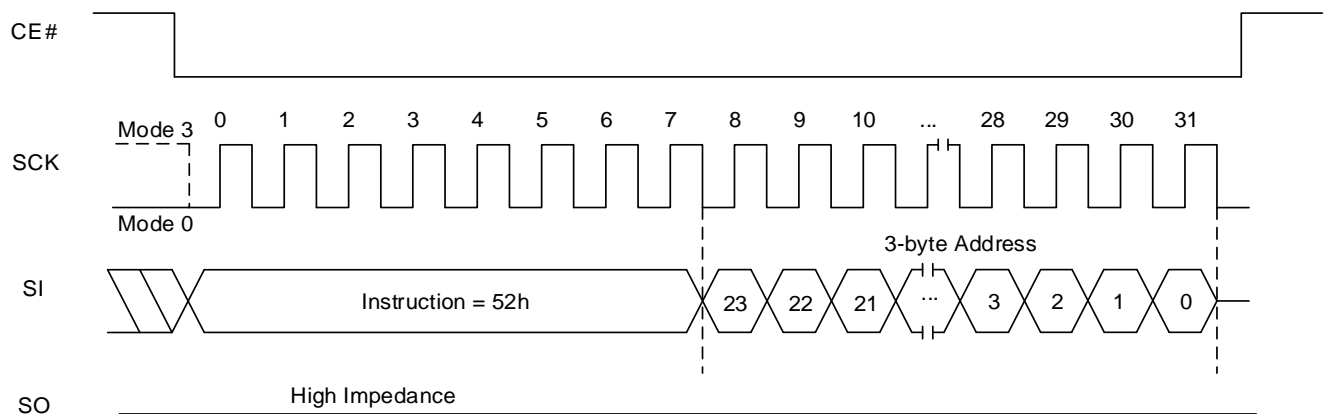 CE#
0 1 2 3 4 5 6 7 8 9 10 ... 28 29 30 31
Mode 3
SCK
Mode 0
3-byte Address
SI
Instruction = 52h 23 22 21 ... 3 2 1 0
High Impedance
SO